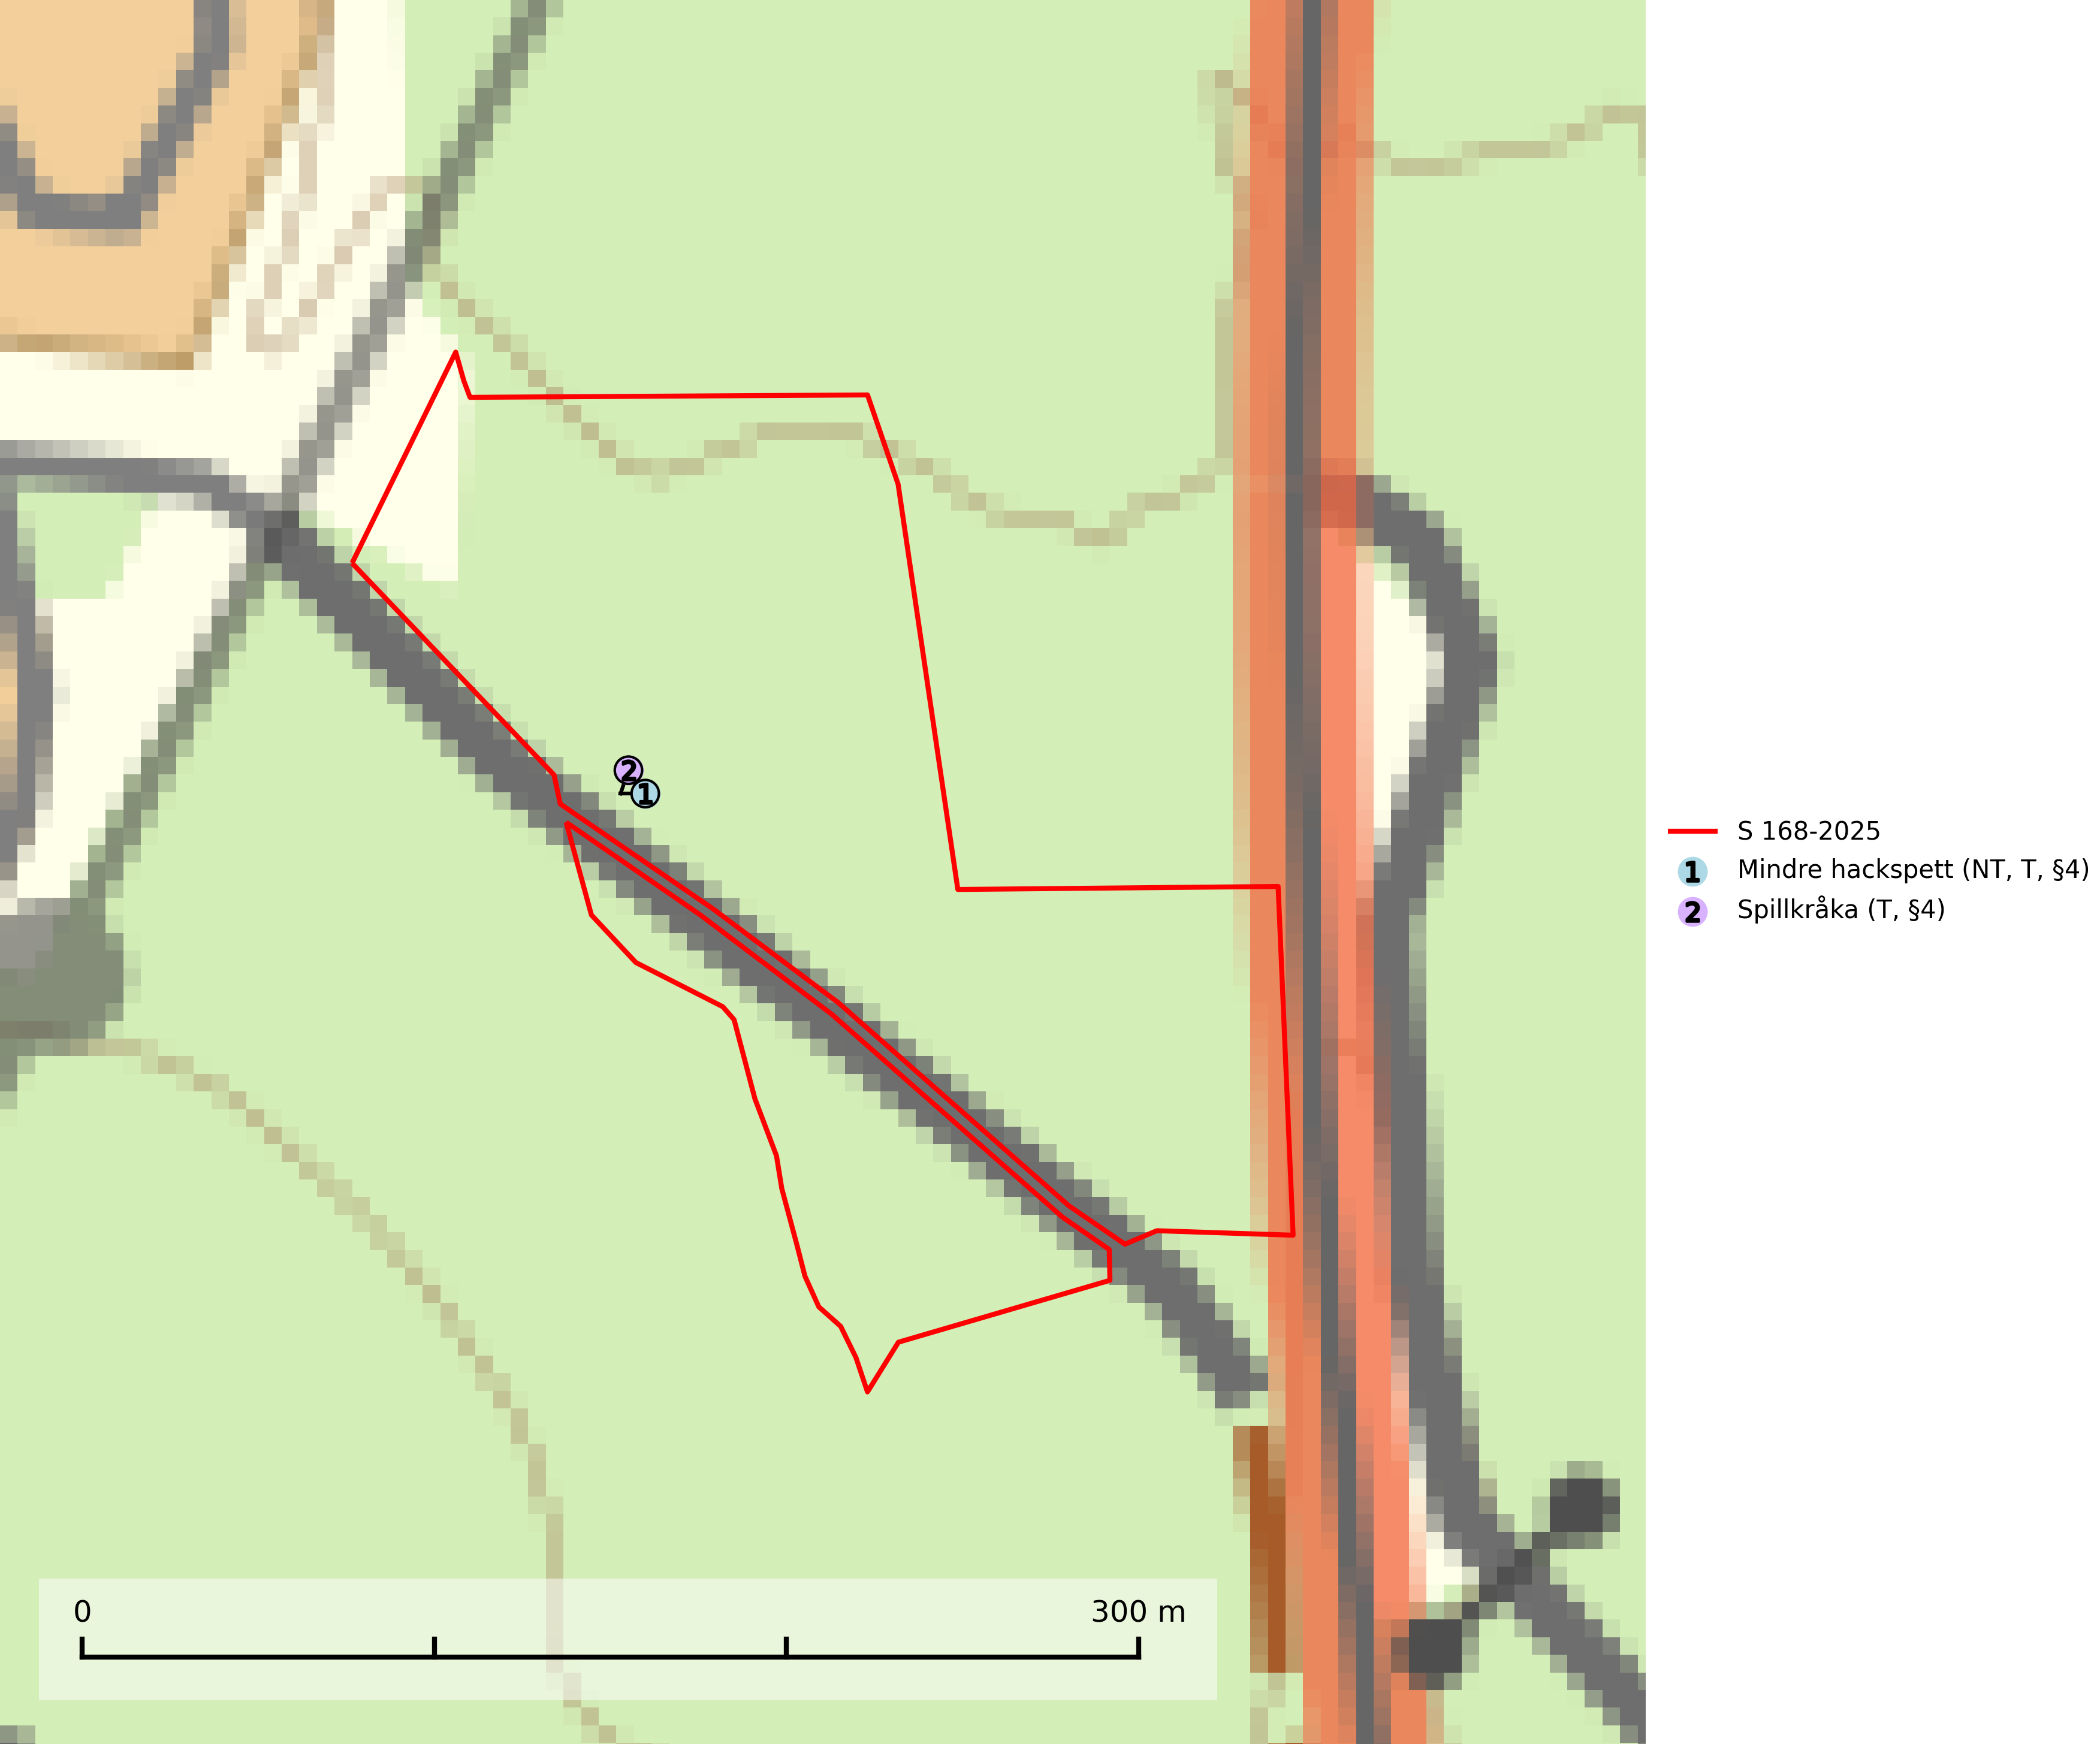 2
1
S 168-2025
1 Mindre hackspett (NT, T, §4)
2 Spillkråka (T, §4)
0 300 m